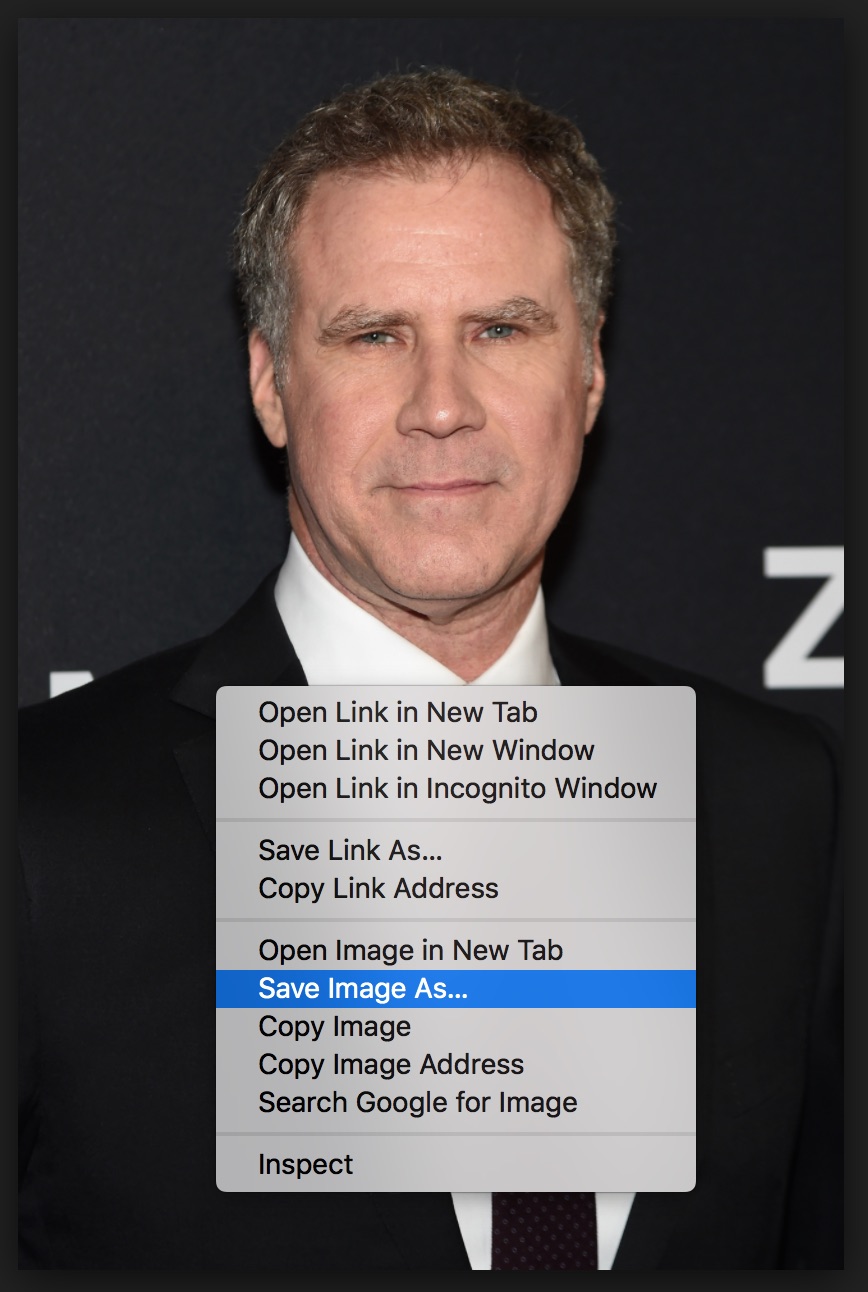 Z
Open Link in New Tab
Open Link in New Window
Open Link in Incognito Window
Save Link As...
Copy Link Address
Open Image in New Tab
Save Image As...
Copy Image
Copy Image Address
Search Google for Image
Inspect